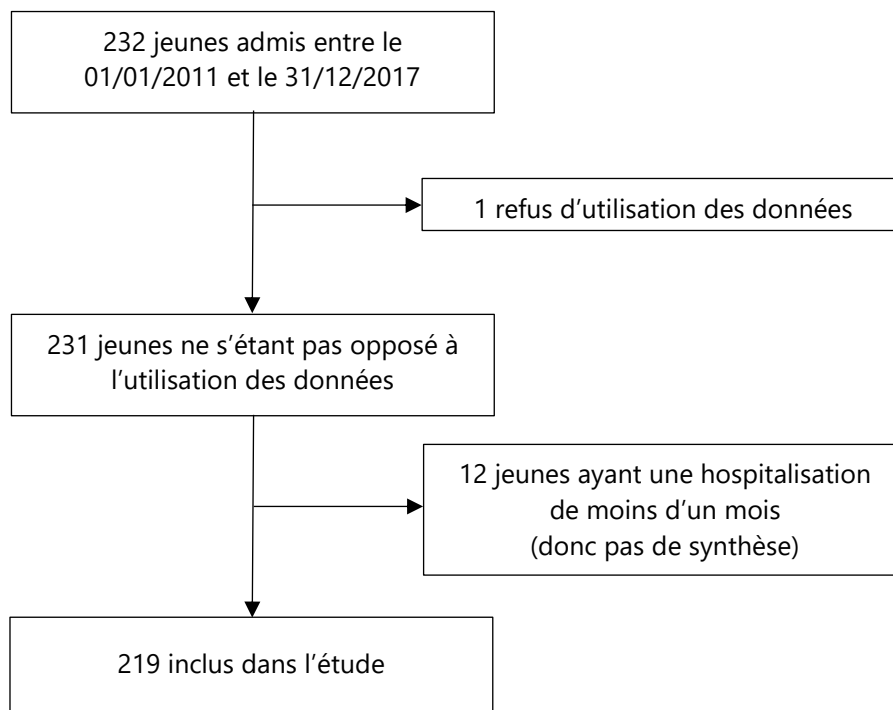 232 jeunes admis entre le
01/01/2011 et le 31/12/2017
1 refus d’utilisation des données
231 jeunes ne s’étant pas opposé à
l’utilisation des données
12 jeunes ayant une hospitalisation
de moins d’un mois
(donc pas de synthèse)
219 inclus dans l’étude